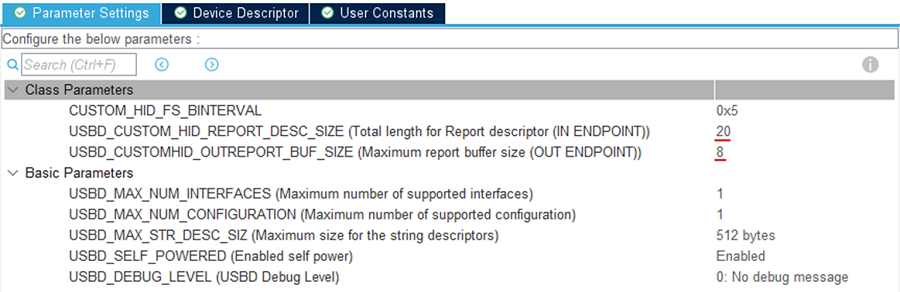 Parameter Settings Device Descriptor User Constants
Configure the below parameters :
Search (Ctrl+F)
Class Parameters
CUSTOM_HID_FS_BINTERVAL 0x5
USBD_CUSTOM_HID_REPORT_DESC_SIZE (Total length for Report descriptor (IN ENDPOINT)) 20
USBD_CUSTOMHID_OUTREPORT_BUF_SIZE (Maximum report buffer size (OUT ENDPOINT)) 8
Basic Parameters
USBD_MAX_NUM_INTERFACES (Maximum number of supported interfaces) 1
USBD_MAX_NUM_CONFIGURATION (Maximum number of supported configuration) 1
USBD_MAX_STR_DESC_SIZ (Maximum size for the string descriptors) 512 bytes
USBD_SELF_POWERED (Enabled self power) Enabled
USBD_DEBUG_LEVEL (USBD Debug Level) 0: No debug message